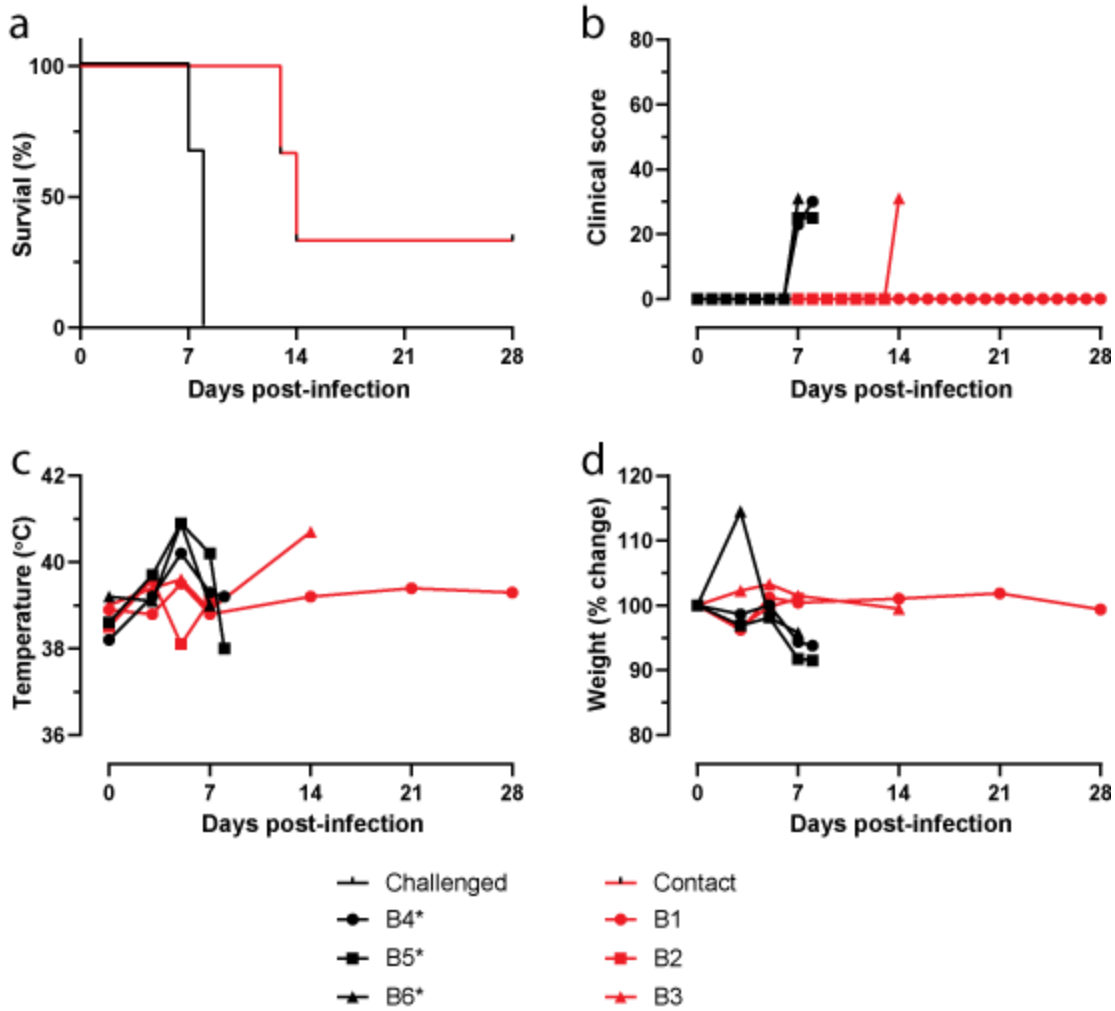 a
100
50
0
Survial (%)
0 7 14 21 28
Days post-infection
b
80
60
40
20
0
Clinical score
0 7 14 21 28
Days post-infection
c
42
40
38
36
Temperature (°C)
0 7 14 21 28
Days post-infection
d
120
110
100
90
80
Weight (% change)
0 7 14 21 28
Days post-infection
Challenged
B4*
B5*
B6*
Contact
B1
B2
B3